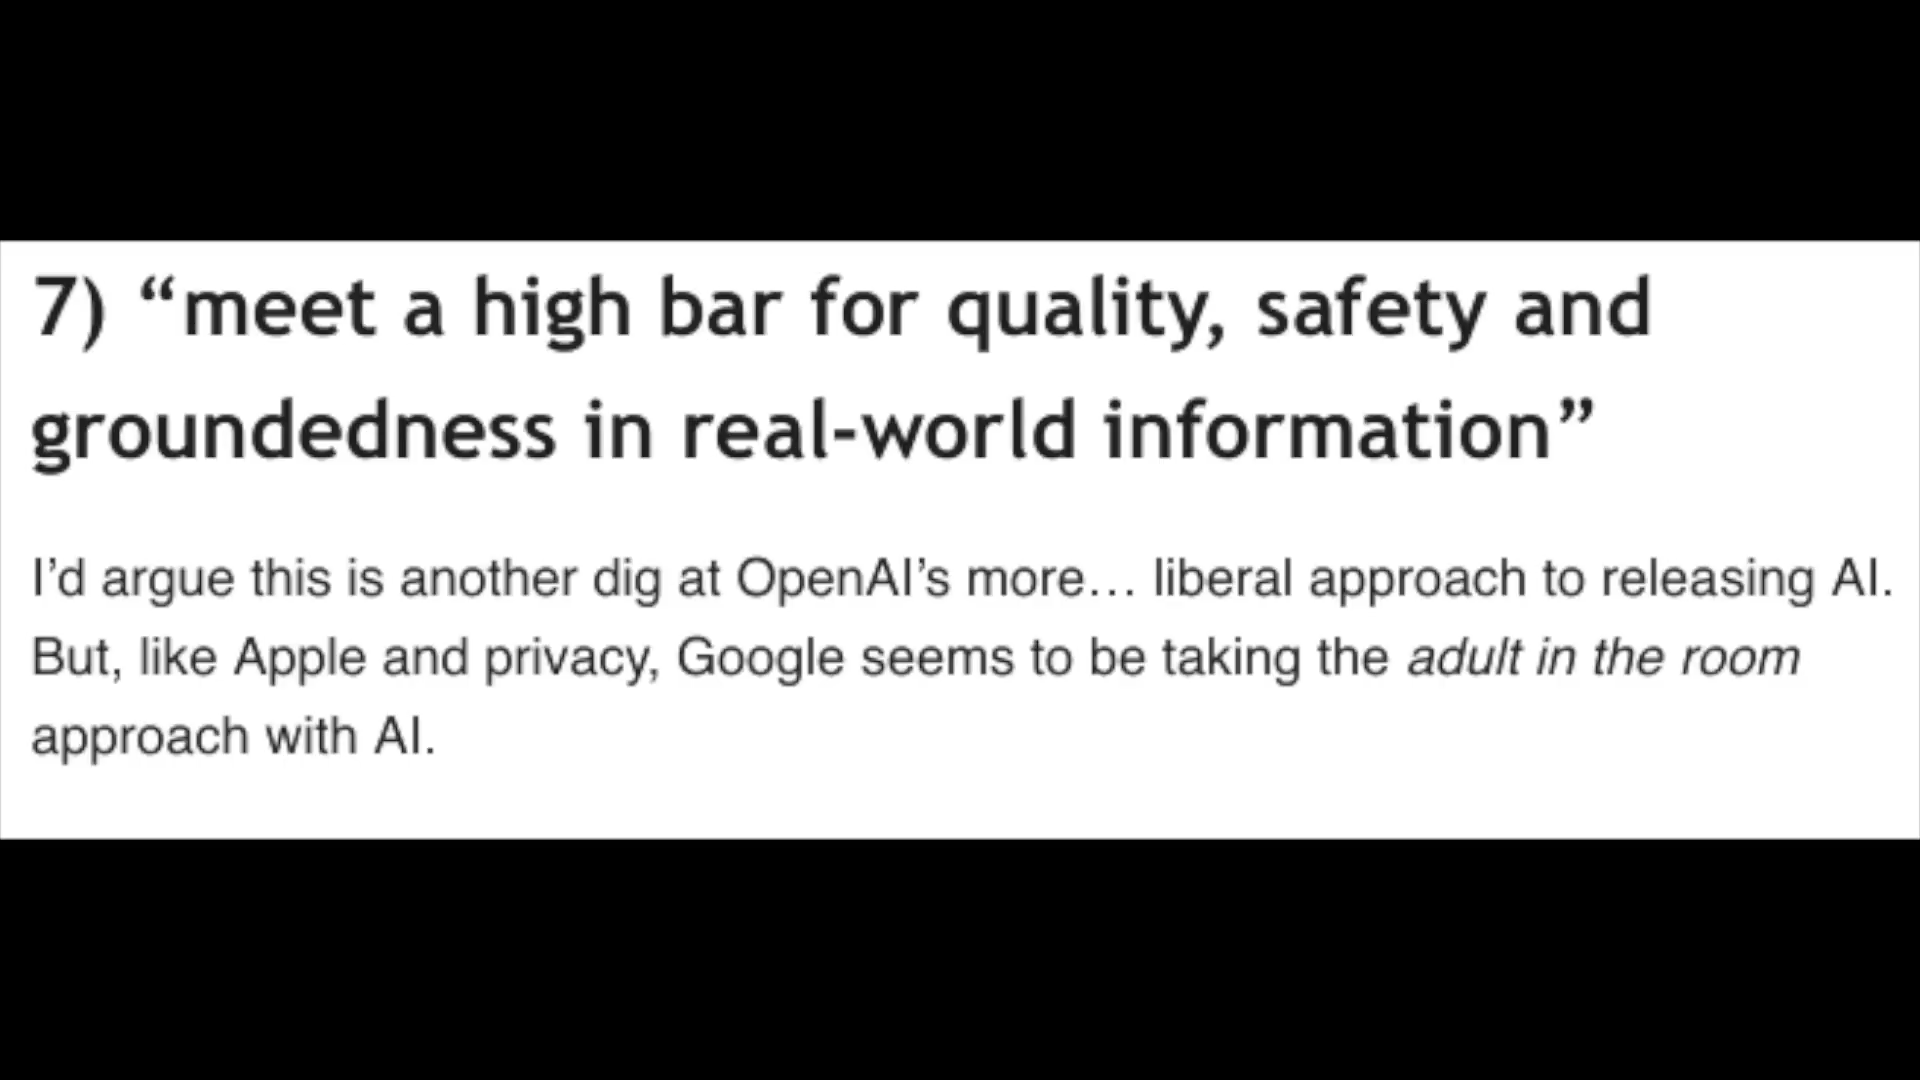 7) “meet a high bar for quality, safety and
groundedness in real-world information”
I’d argue this is another dig at OpenAI’s more… liberal approach to releasing AI.
But, like Apple and privacy, Google seems to be taking the adult in the room
approach with AI.